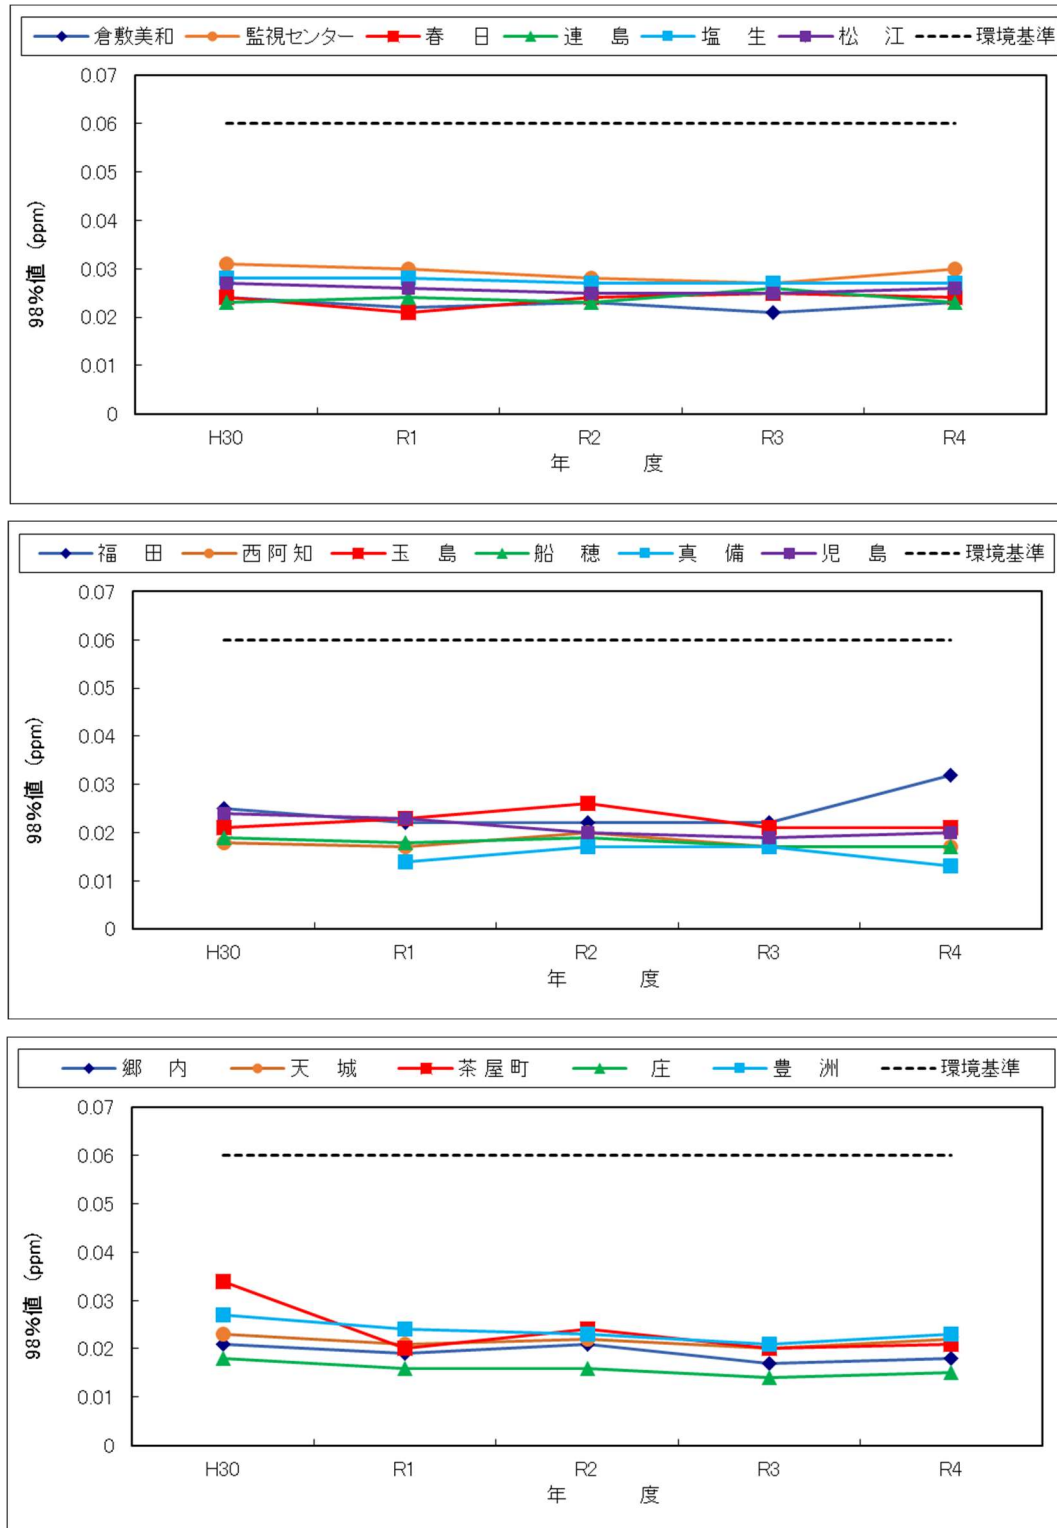 倉敷美和 監視センター 春 日 連 島 塩 生 松 江 環境基準
0.07
0.06
0.05
0.04
0.03
0.02
0.01
0
98%値 (ppm)
H30 R1 R2 R3 R4
年 度
福 田 西阿知 玉 島 船 穂 真 備 児 島 環境基準
0.07
0.06
0.05
0.04
0.03
0.02
0.01
0
98%値 (ppm)
H30 R1 R2 R3 R4
年 度
郷 内 天 城 茶屋町 庄 豊 洲 環境基準
0.07
0.06
0.05
0.04
0.03
0.02
0.01
0
98%値 (ppm)
H30 R1 R2 R3 R4
年 度